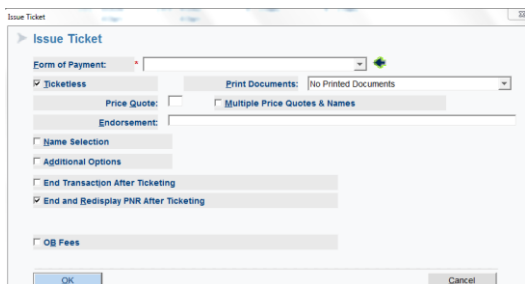 Issue Ticket
Issue Ticket
Form of Payment: *
Ticketless Print Documents: No Printed Documents
Price Quote: Multiple Price Quotes & Names
Endorsement:
Name Selection
Additional Options
End Transaction After Ticketing
End and Redisplay PNR After Ticketing
OB Fees
OK Cancel